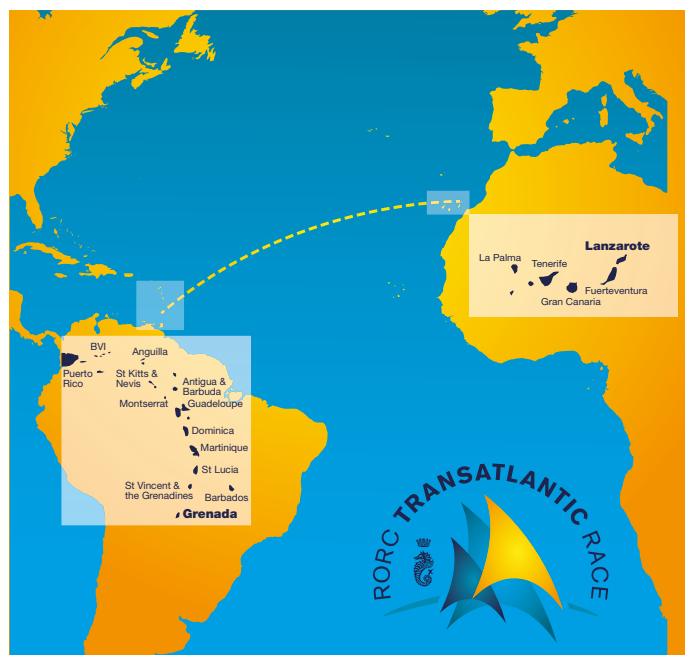 Lanzarote
La Palma
Tenerife
Fuerteventura
Gran Canaria
BVI
Anguilla
Puerto
Rico
St Kitts &
Nevis
Antigua &
Barbuda
Montserrat
Guadeloupe
Dominica
Martinique
St Lucia
St Vincent &
the Grenadines
Barbados
Grenada
RORC TRANSATLANTIC RACE